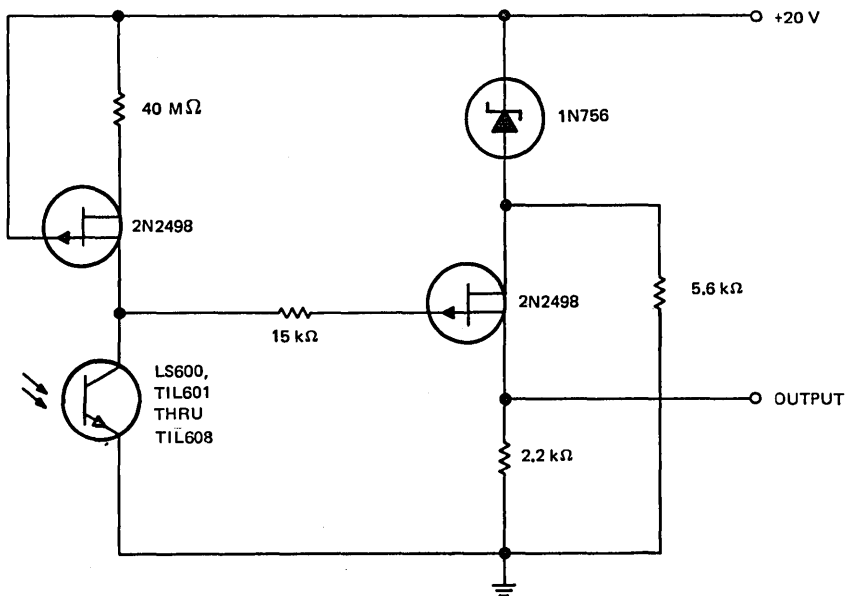 +20 V
40 MΩ
1N756
2N2498
2N2498
5.6 kΩ
15 kΩ
LS600,
TIL601
THRU
TIL608
OUTPUT
2.2 kΩ